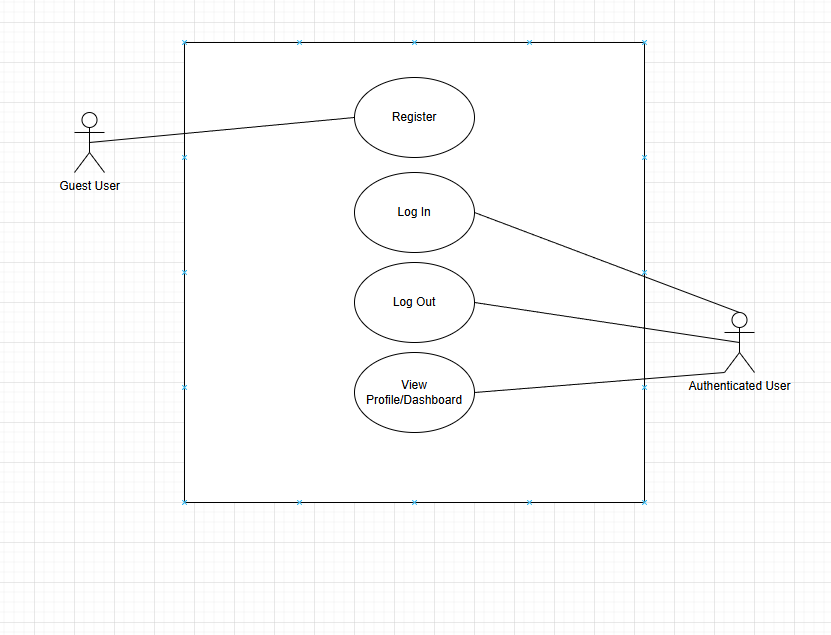 Register
Guest User
Log In
Log Out
View
Profile/Dashboard
Authenticated User